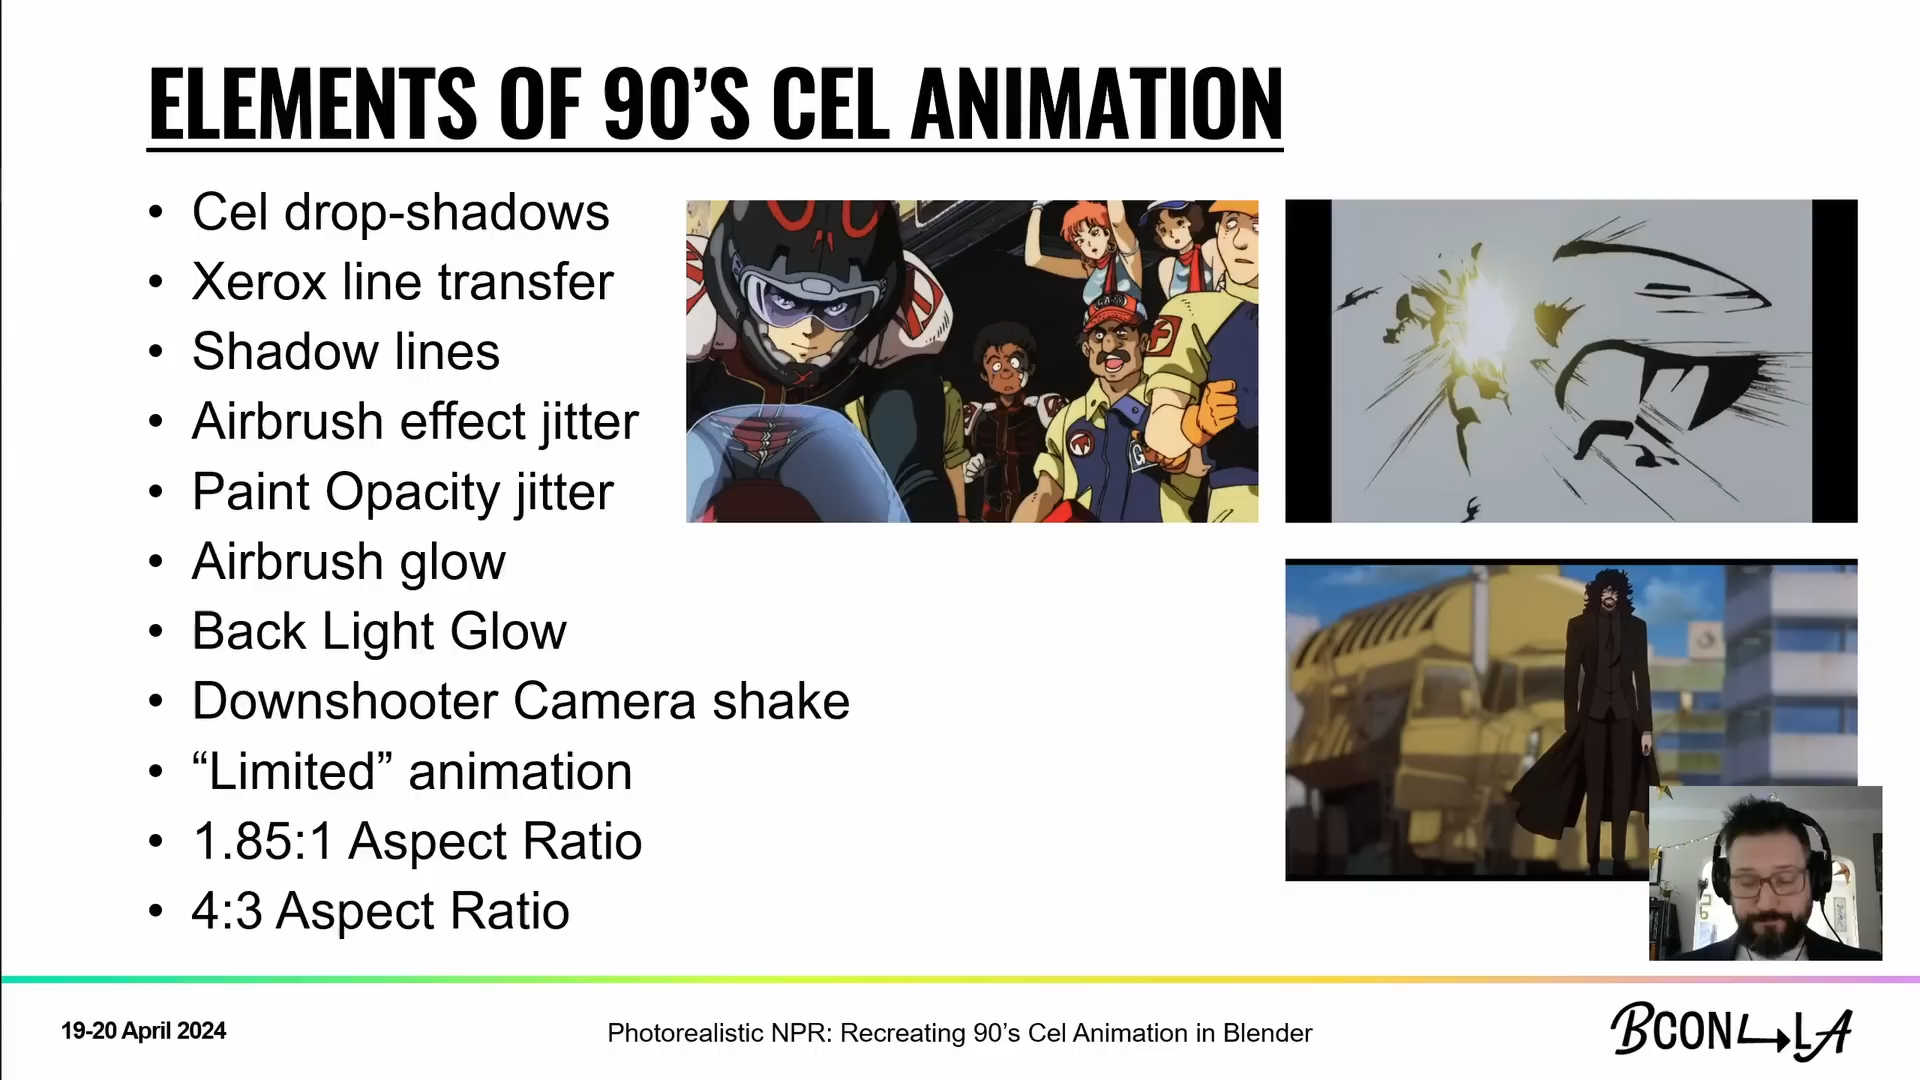 ELEMENTS OF 90’S CEL ANIMATION
• Cel drop-shadows
• Xerox line transfer
• Shadow lines
• Airbrush effect jitter
• Paint Opacity jitter
• Airbrush glow
• Back Light Glow
• Downshooter Camera shake
• “Limited” animation
• 1.85:1 Aspect Ratio
• 4:3 Aspect Ratio
19-20 April 2024
Photorealistic NPR: Recreating 90’s Cel Animation in Blender
BCON LA